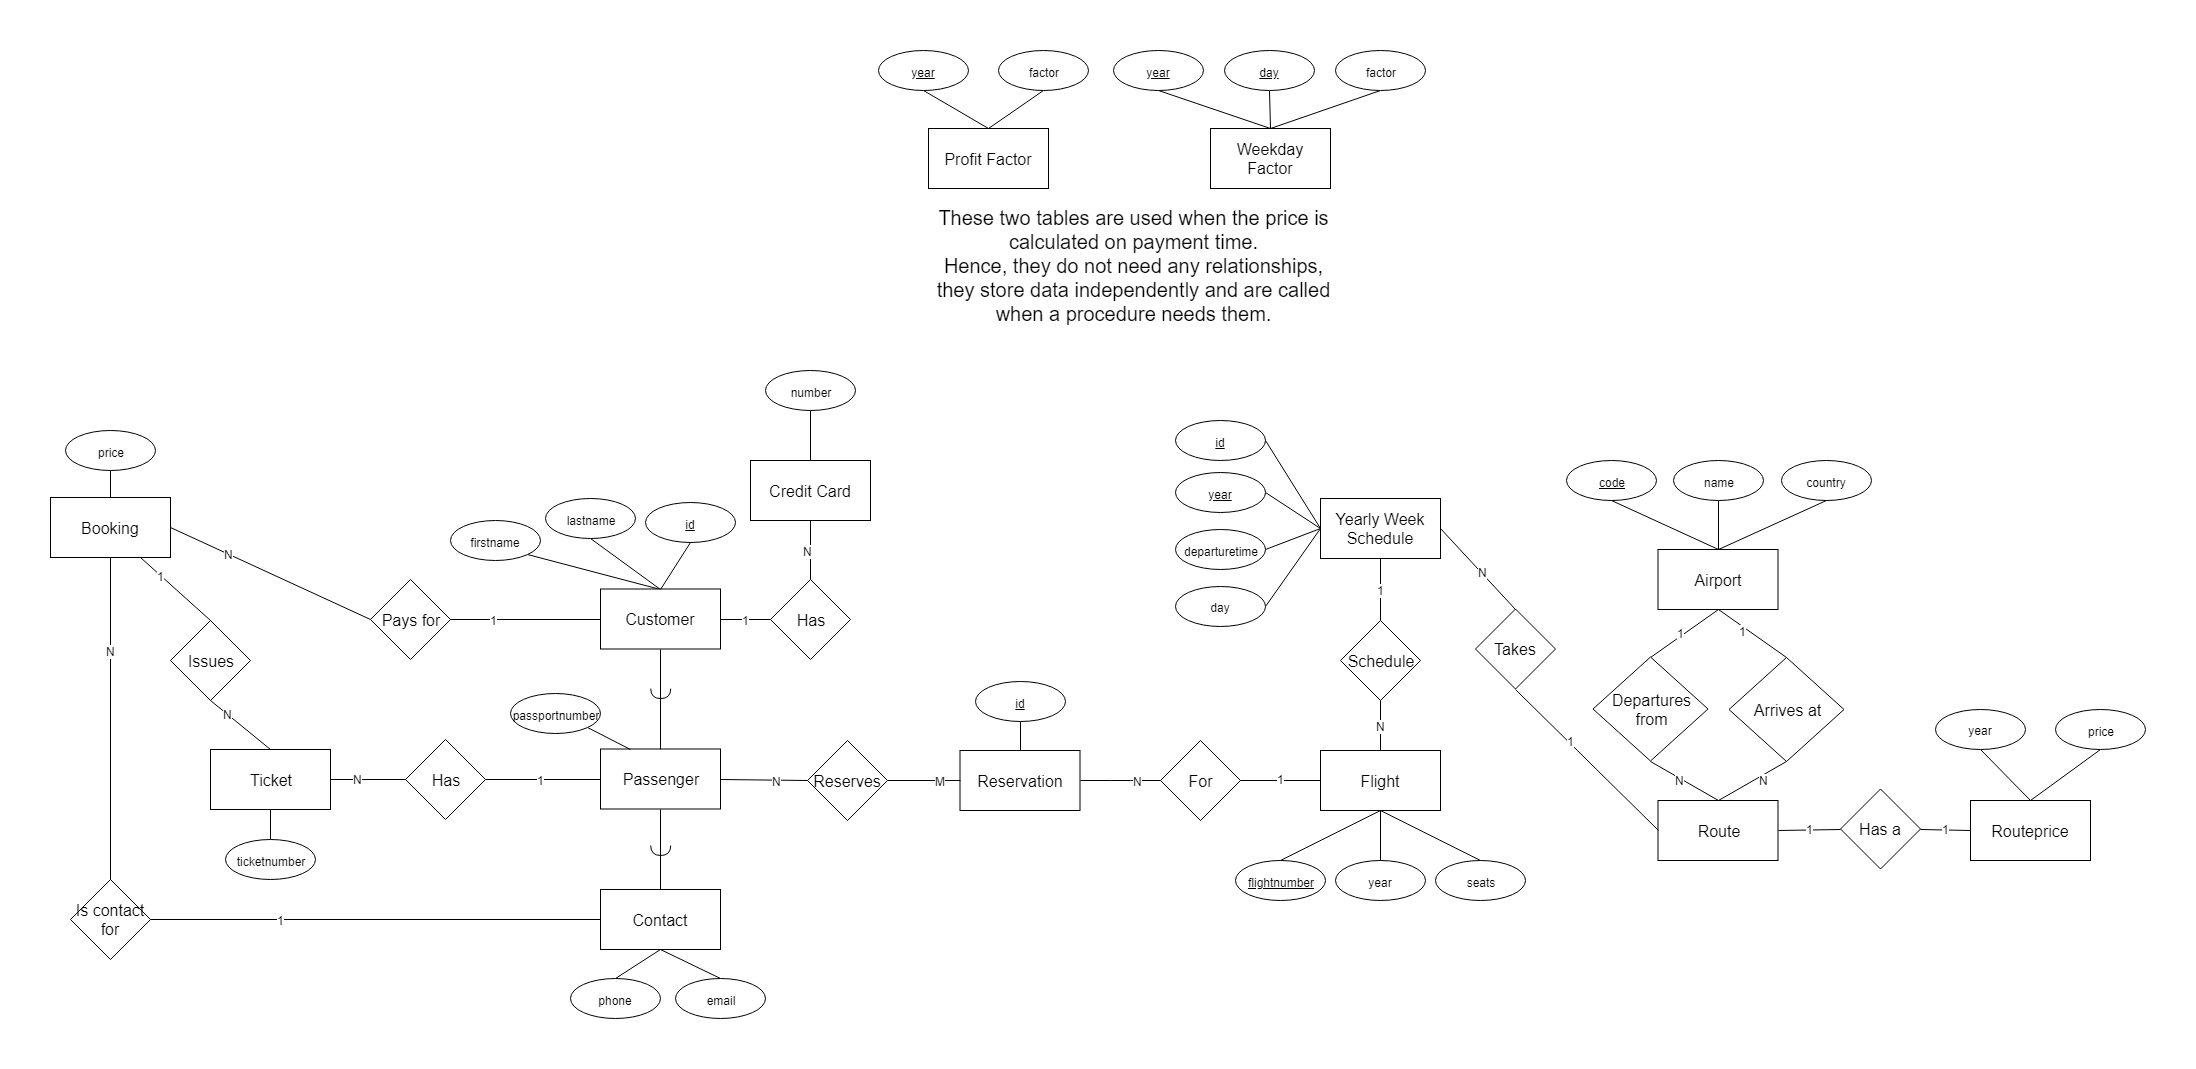 year
factor
year
day
factor
Profit Factor
Weekday
Factor
These two tables are used when the price is
calculated on payment time.
Hence, they do not need any relationships,
they store data independently and are called
when a procedure needs them.
number
price
Booking
Credit Card
firstname
lastname
id
N
N
Pays for
1
Customer
1
Has
1
Issues
N
N
passportnumber
Ticket
N
Has
1
Passenger
N
Reserves
M
id
Reservation
N
For
1
ticketnumber
Is contact
for
1
Contact
phone
email
id
year
departuretime
day
Yearly Week
Schedule
1
Schedule
N
Flight
flightnumber
year
seats
N
Takes
1
code
name
country
Airport
1
1
Departures
from
Arrives at
N
N
Route
1
Has a
1
Routeprice
year
price